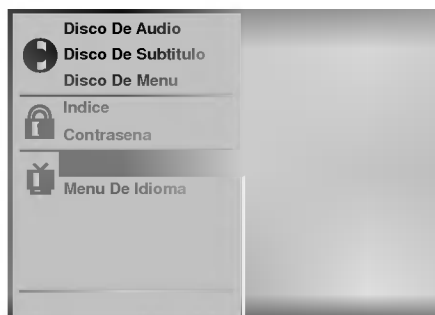 Disco De Audio
Disco De Subtitulo
Disco De Menu
Indice
Contrasena
Menu De Idioma